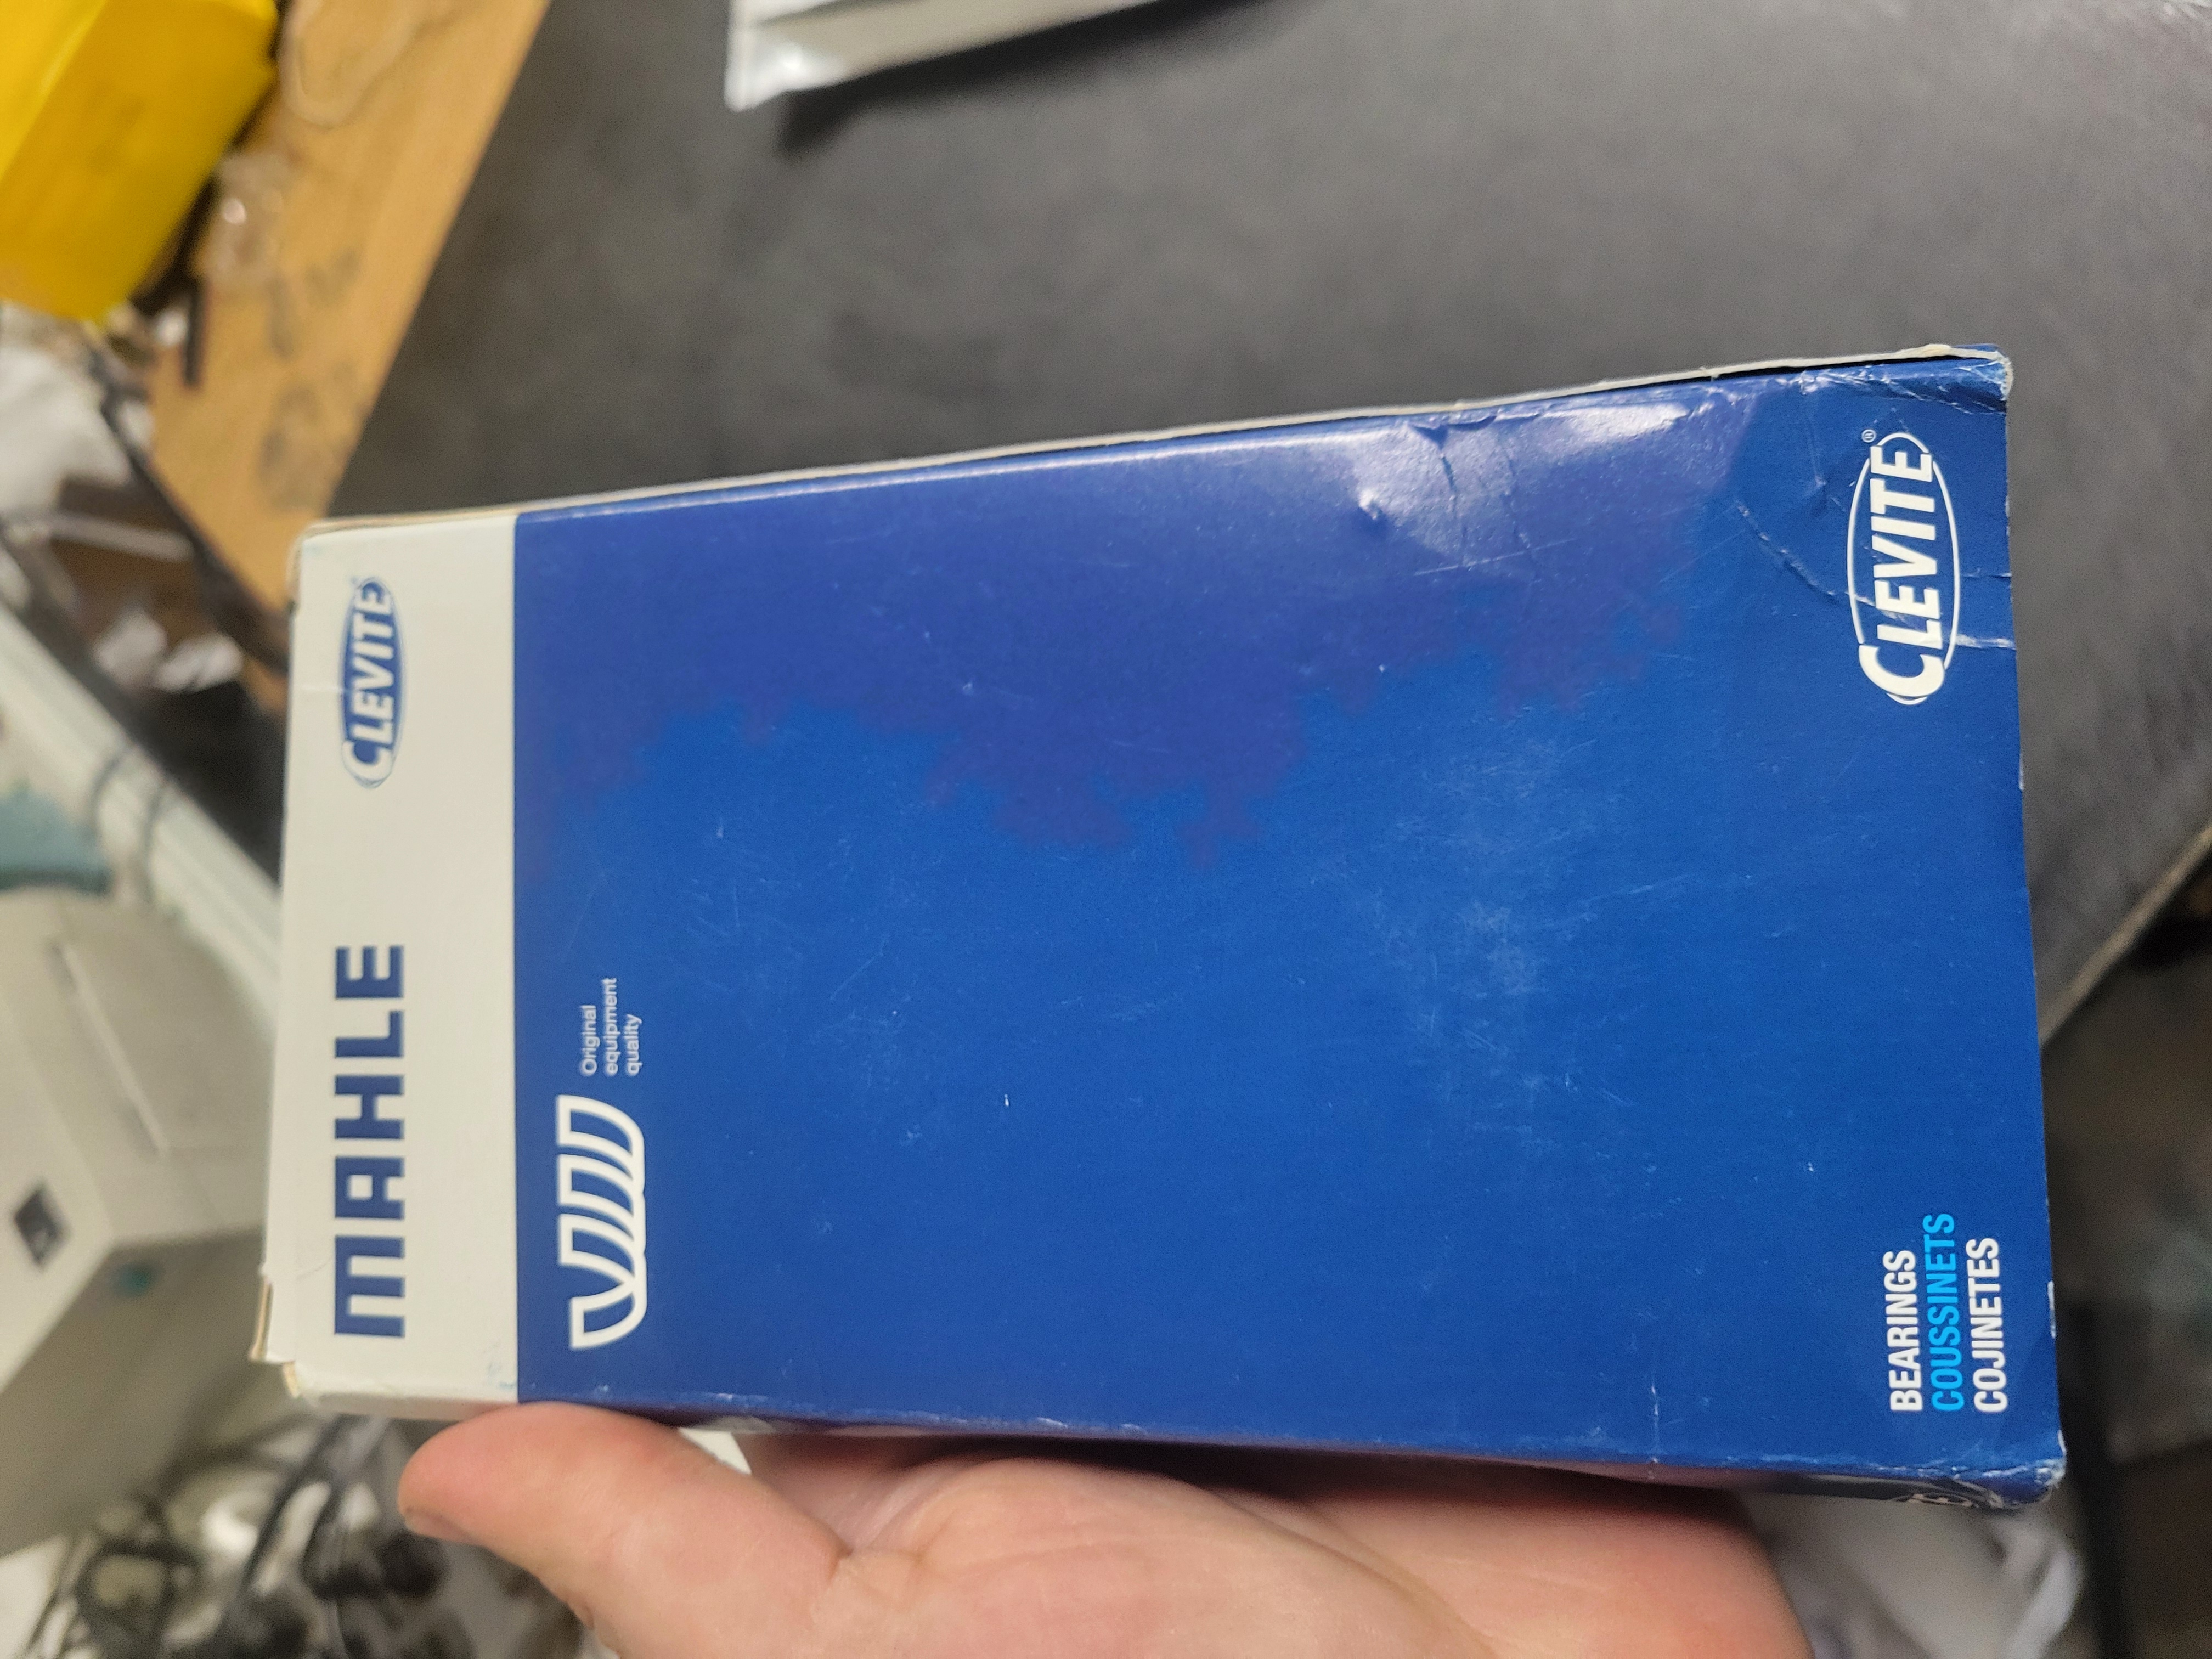 MAHLE
CLEVITE
Original
equipment
quality
CLEVITE®
BEARINGS
COUSSINETS
COJINETES